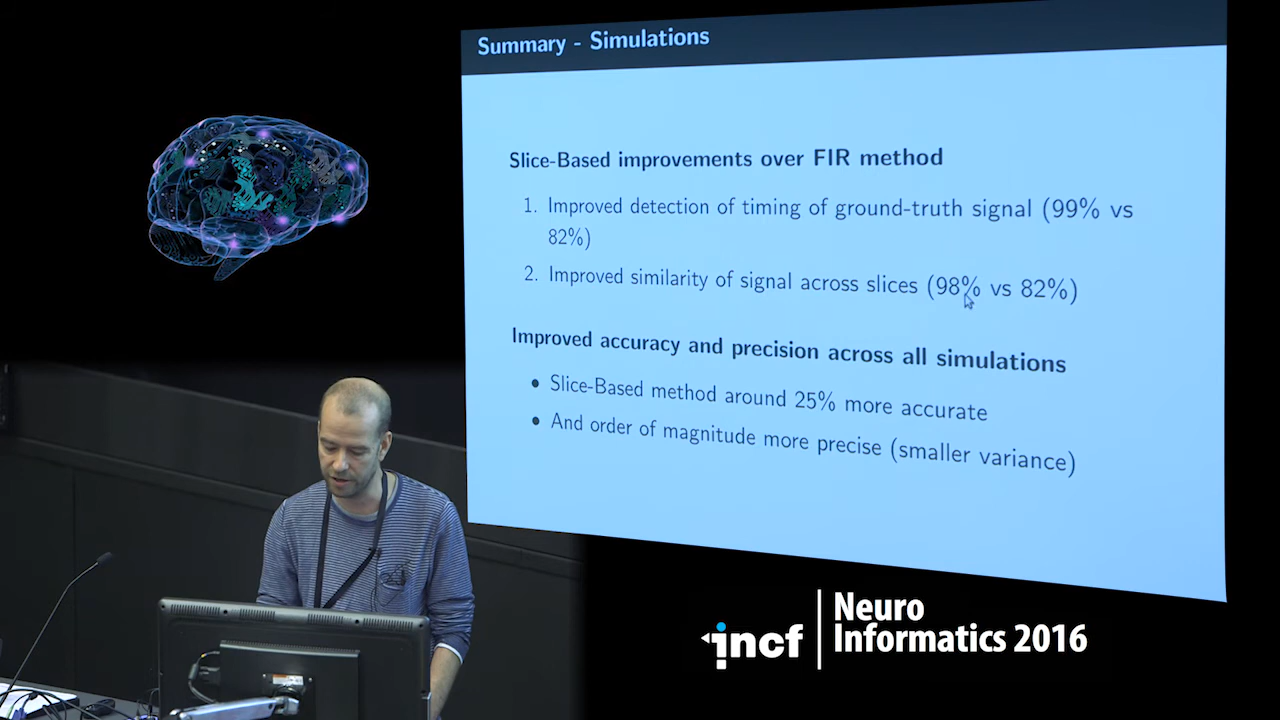 Summary - Simulations
Slice-Based improvements over FIR method
1. Improved detection of timing of ground-truth signal (99% vs
82%)
2. Improved similarity of signal across slices (98% vs 82%)
Improved accuracy and precision across all simulations
• Slice-Based method around 25% more accurate
• And order of magnitude more precise (smaller variance)
incf
Neuro
Informatics 2016